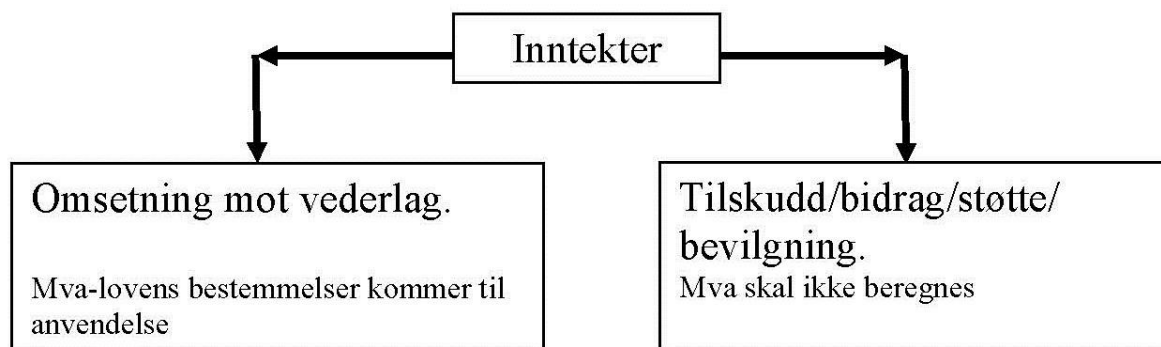 Inntekter
Omsetning mot vederlag.
Mva-lovens bestemmelser kommer til
anvendelse
Tilskudd/bidrag/støtte/
bevilgning.
Mva skal ikke beregnes